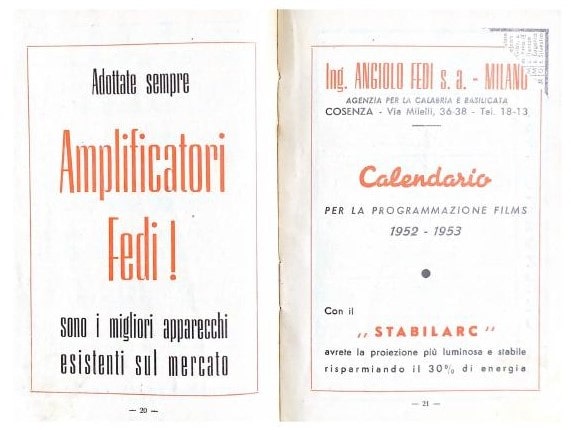 Adottate sempre
Amplificatori
Fedi !
sono i migliori apparecchi
esistenti sul mercato
— 20 —
Ing. ANGIOLO FEDI s. a. - MILANO
AGENZIA PER LA CALABRIA E BASILICATA
COSENZA - Via Milelli, 36-38 - Tel. 18-13
Calendario
PER LA PROGRAMMAZIONE FILMS
1952 - 1953
Con il
„ STABILARC "
avrete la proiezione più luminosa e stabile
risparmiando il 30% di energia
— 21 —